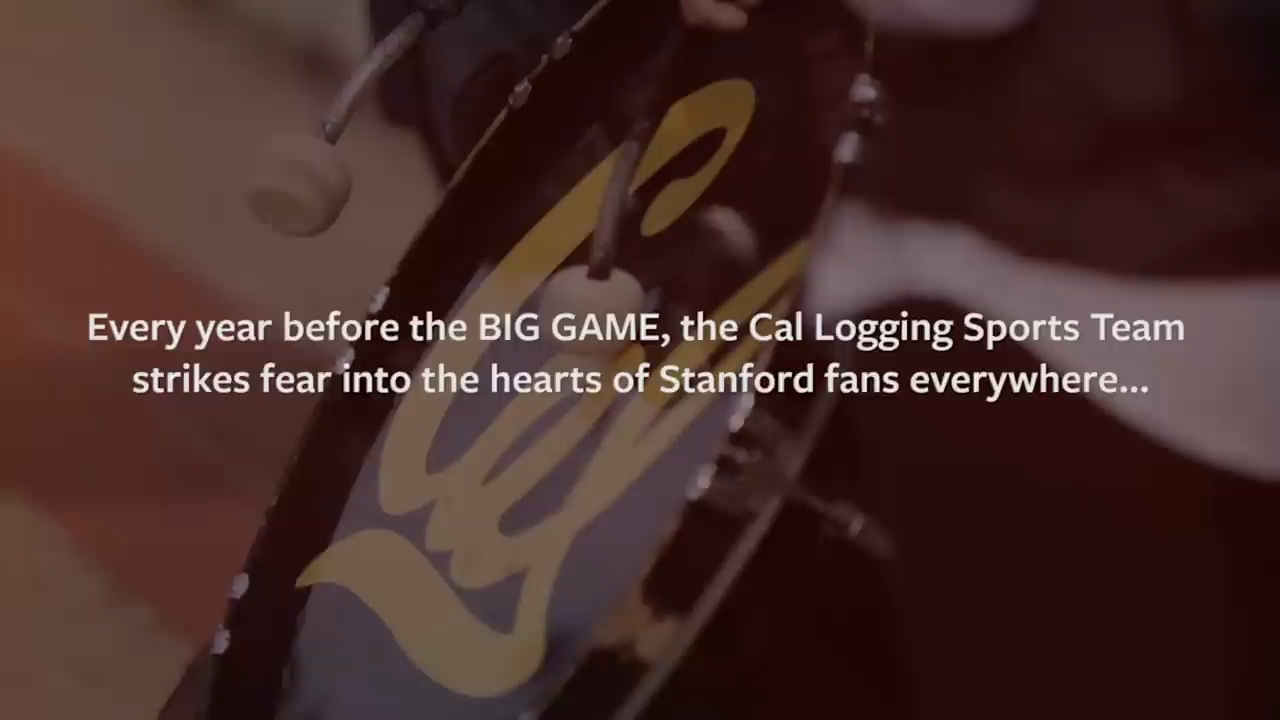 Cal
Every year before the BIG GAME, the Cal Logging Sports Team
strikes fear into the hearts of Stanford fans everywhere...